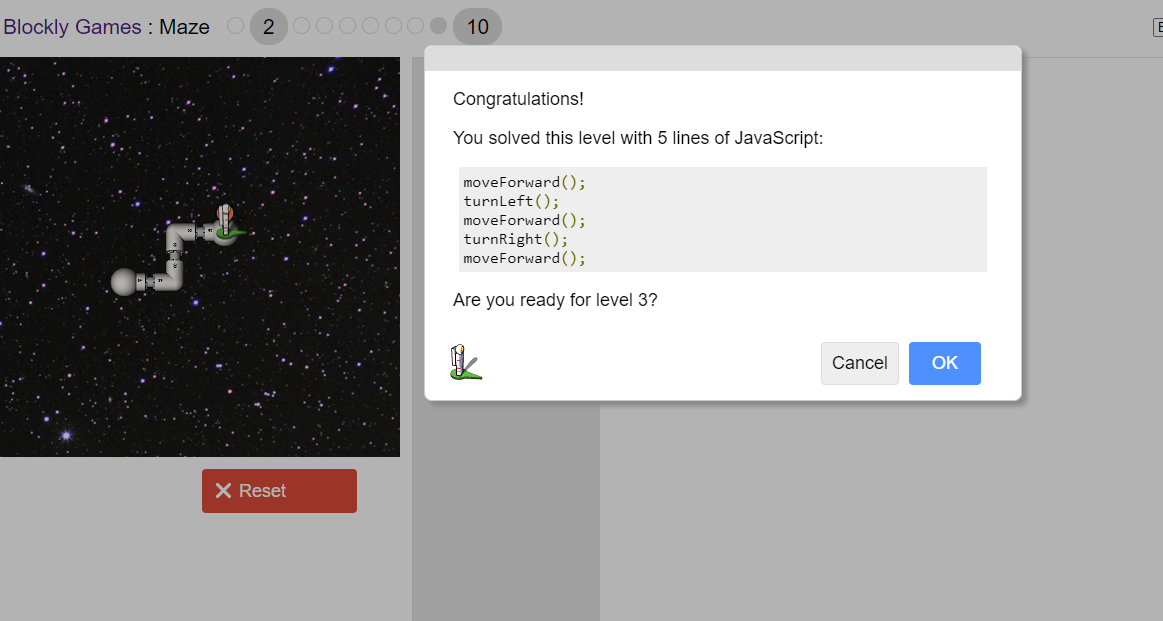 Blockly Games : Maze 2 10
Congratulations!
You solved this level with 5 lines of JavaScript:
moveForward();
turnLeft();
moveForward();
turnRight();
moveForward();
Are you ready for level 3?
Cancel OK
Reset